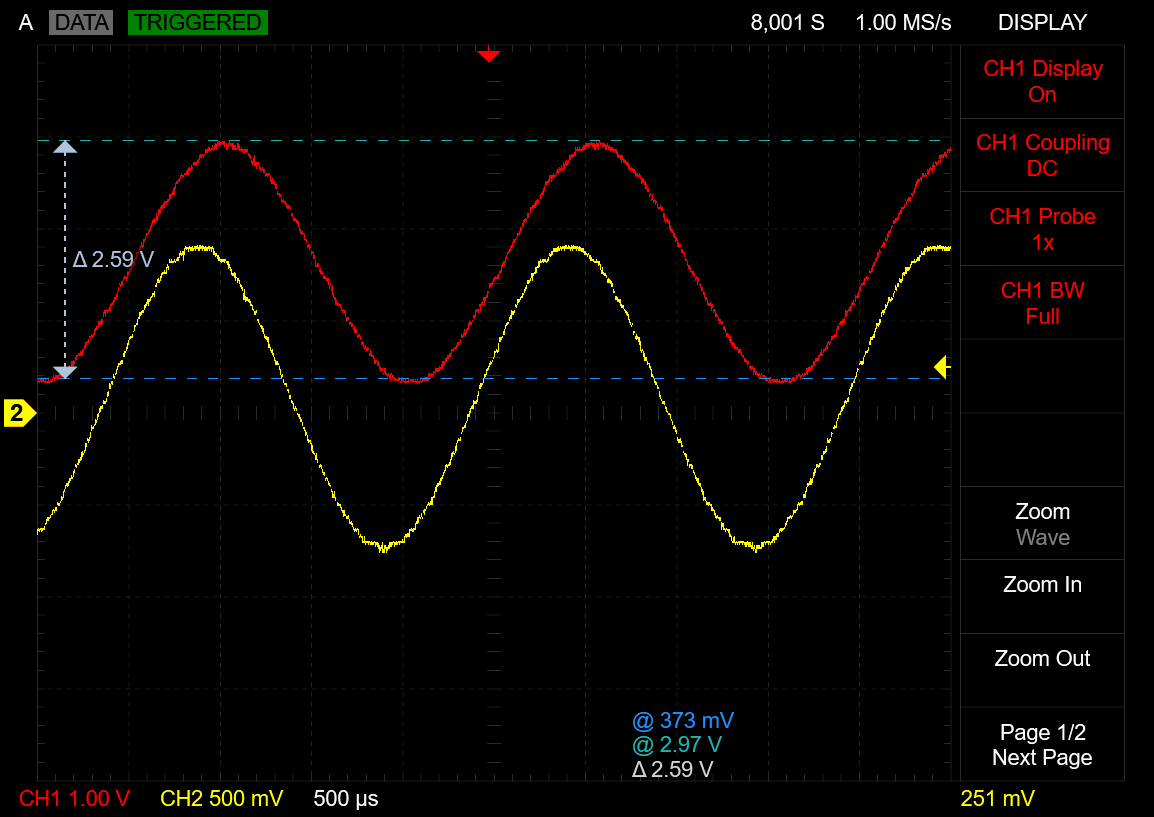 A DATA TRIGGERED 8,001 S 1.00 MS/s DISPLAY
CH1 Display
On
CH1 Coupling
DC
CH1 Probe
1x
Δ 2.59 V
CH1 BW
Full
2
Zoom
Wave
Zoom In
Zoom Out
@ 373 mV
@ 2.97 V
Δ 2.59 V
Page 1/2
Next Page
CH1 1.00 V CH2 500 mV 500 µs 251 mV